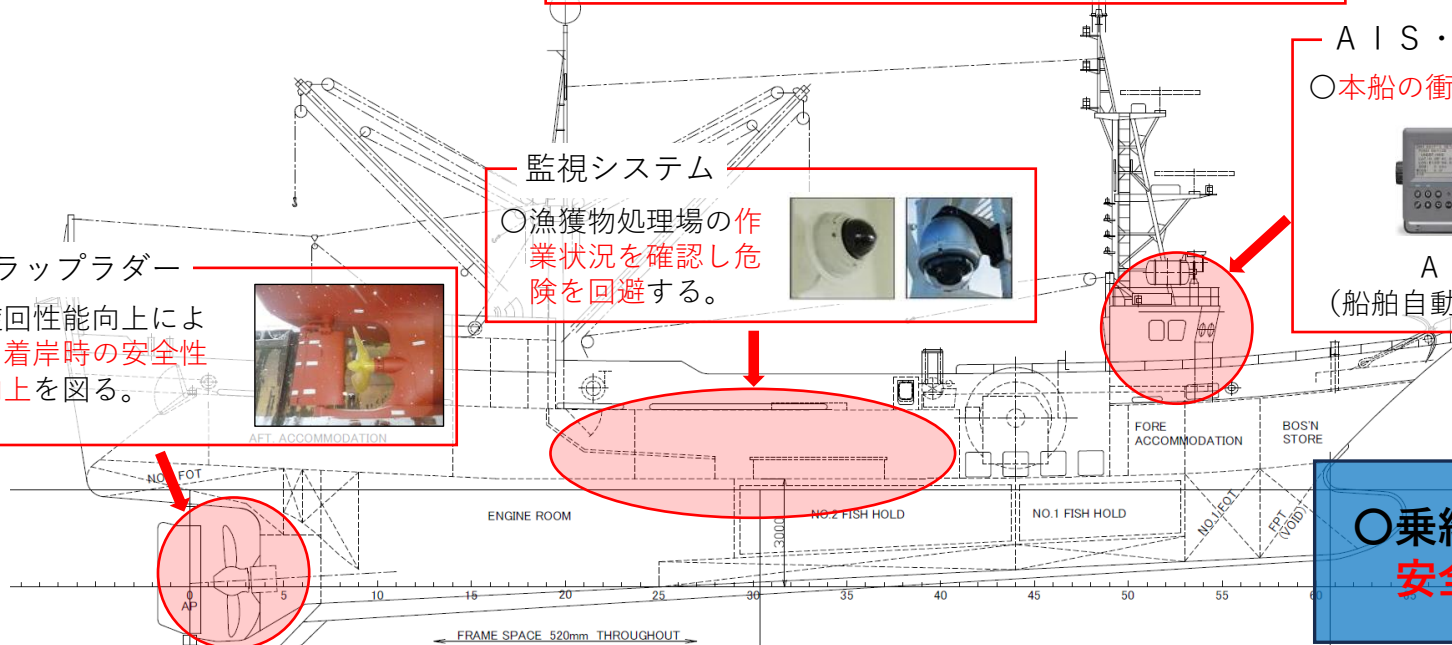 AIS・
〇本船の衝
監視システム
〇漁獲物処理場の作
業状況を確認し危
険を回避する。
ラップラダー
回性能向上によ
着岸時の安全性
上を図る。
A
(船舶自動
AFT. ACCOMMODATION
FORE
ACCOMMODATION
BOS'N
STORE
ENGINE ROOM
NO.2 FISH HOLD
NO.1 FISH HOLD
NO.1 FOT
FPT
(VOID)
3000
〇乗
安全
0 5 10 15 20 25 30 35 40 45 50 55 60 65
AP
FRAME SPACE 520mm THROUGHOUT